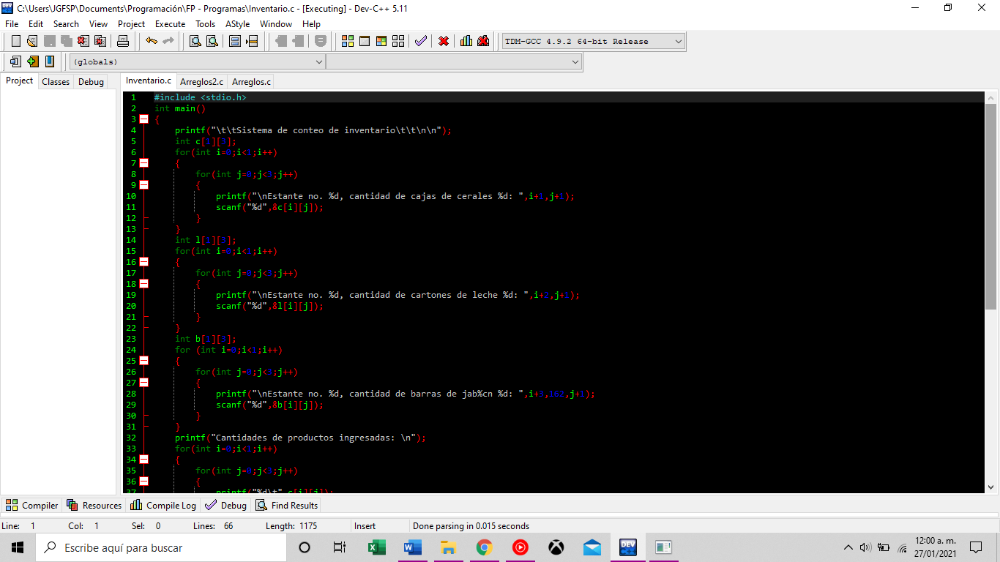 C:\Users\JGFSP\Documents\Programación\FP - Programas\Inventario.c - [Executing] - Dev-C++ 5.11
File Edit Search View Project Execute Tools AStyle Window Help
TDM-GCC 4.9.2 64-bit Release
(globals)
Project Classes Debug
Inventario.c Arreglos2.c Arreglos.c
1 #include <stdio.h>
2 int main()
3 {
4 printf("\t\tSistema de conteo de inventario\t\t\n\n");
5 int c[1][3];
6 for(int i=0;i<1;i++)
7 {
8 for(int j=0;j<3;j++)
9 {
10 printf("\nEstante no. %d, cantidad de cajas de cerales %d: ",i+1,j+1);
11 scanf("%d",&c[i][j]);
12 }
13 }
14 int l[1][3];
15 for(int i=0;i<1;i++)
16 {
17 for(int j=0;j<3;j++)
18 {
19 printf("\nEstante no. %d, cantidad de cartones de leche %d: ",i+2,j+1);
20 scanf("%d",&l[i][j]);
21 }
22 }
23 int b[1][3];
24 for (int i=0;i<1;i++)
25 {
26 for(int j=0;j<3;j++)
27 {
28 printf("\nEstante no. %d, cantidad de barras de jab%cn %d: ",i+3,162,j+1);
29 scanf("%d",&b[i][j]);
30 }
31 }
32 printf("Cantidades de productos ingresadas: \n");
33 for(int i=0;i<1;i++)
34 {
35 for(int j=0;j<3;j++)
36 {
37 printf("%d\t",c[i][j]);
Compiler Resources Compile Log Debug Find Results
Line: 1 Col: 1 Sel: 0 Lines: 66 Length: 1175 Insert Done parsing in 0.015 seconds
Escribe aquí para buscar
12:00 a. m.
27/01/2021